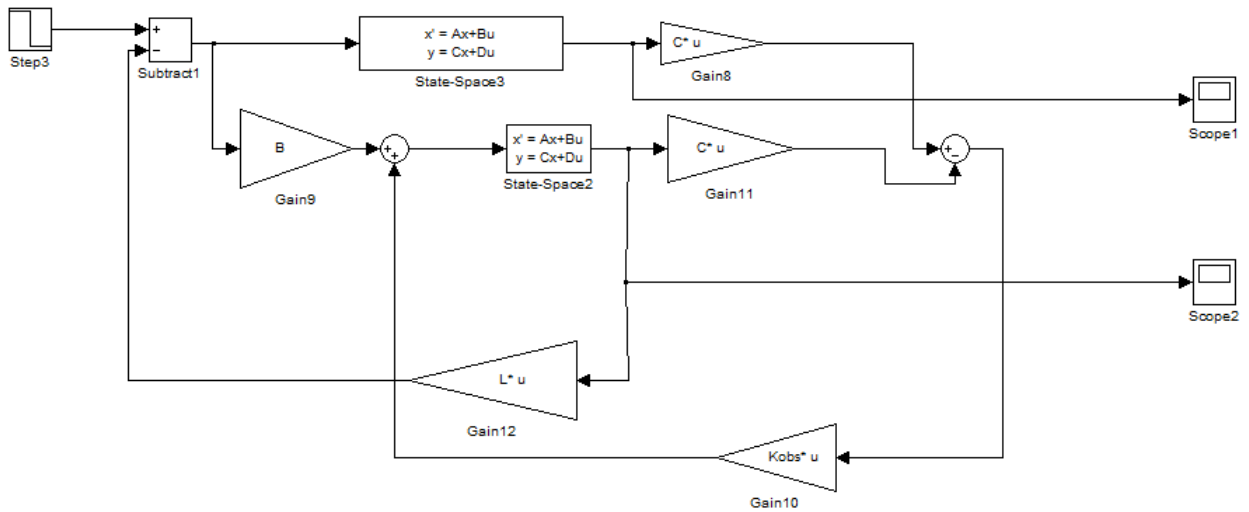 +
−
Step3
Subtract1
x' = Ax+Bu
y = Cx+Du
State-Space3
C* u
Gain8
Scope1
B
Gain9
+
+
x' = Ax+Bu
y = Cx+Du
State-Space2
C* u
Gain11
+
−
Scope2
L* u
Gain12
Kobs* u
Gain10